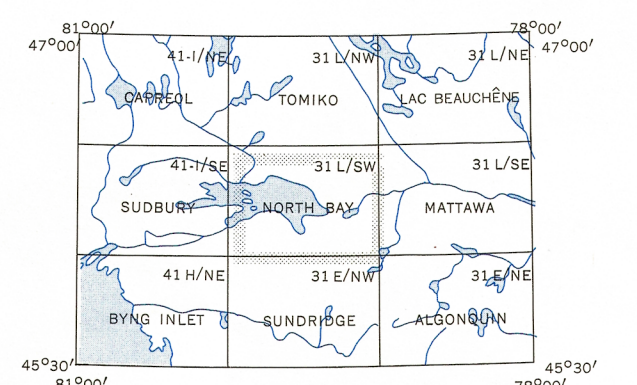 81°00′ 78°00′
47°00′ 47°00′
41-I/NE 31 L/NW 31 L/NE
CAPREOL TOMIKO LAC BEAUCHÊNE
41-I/SE 31 L/SW 31 L/SE
SUDBURY NORTH BAY MATTAWA
41 H/NE 31 E/NW 31 E/NE
BYNG INLET SUNDRIDGE ALGONQUIN
45°30′ 45°30′
81°00′ 78°00′